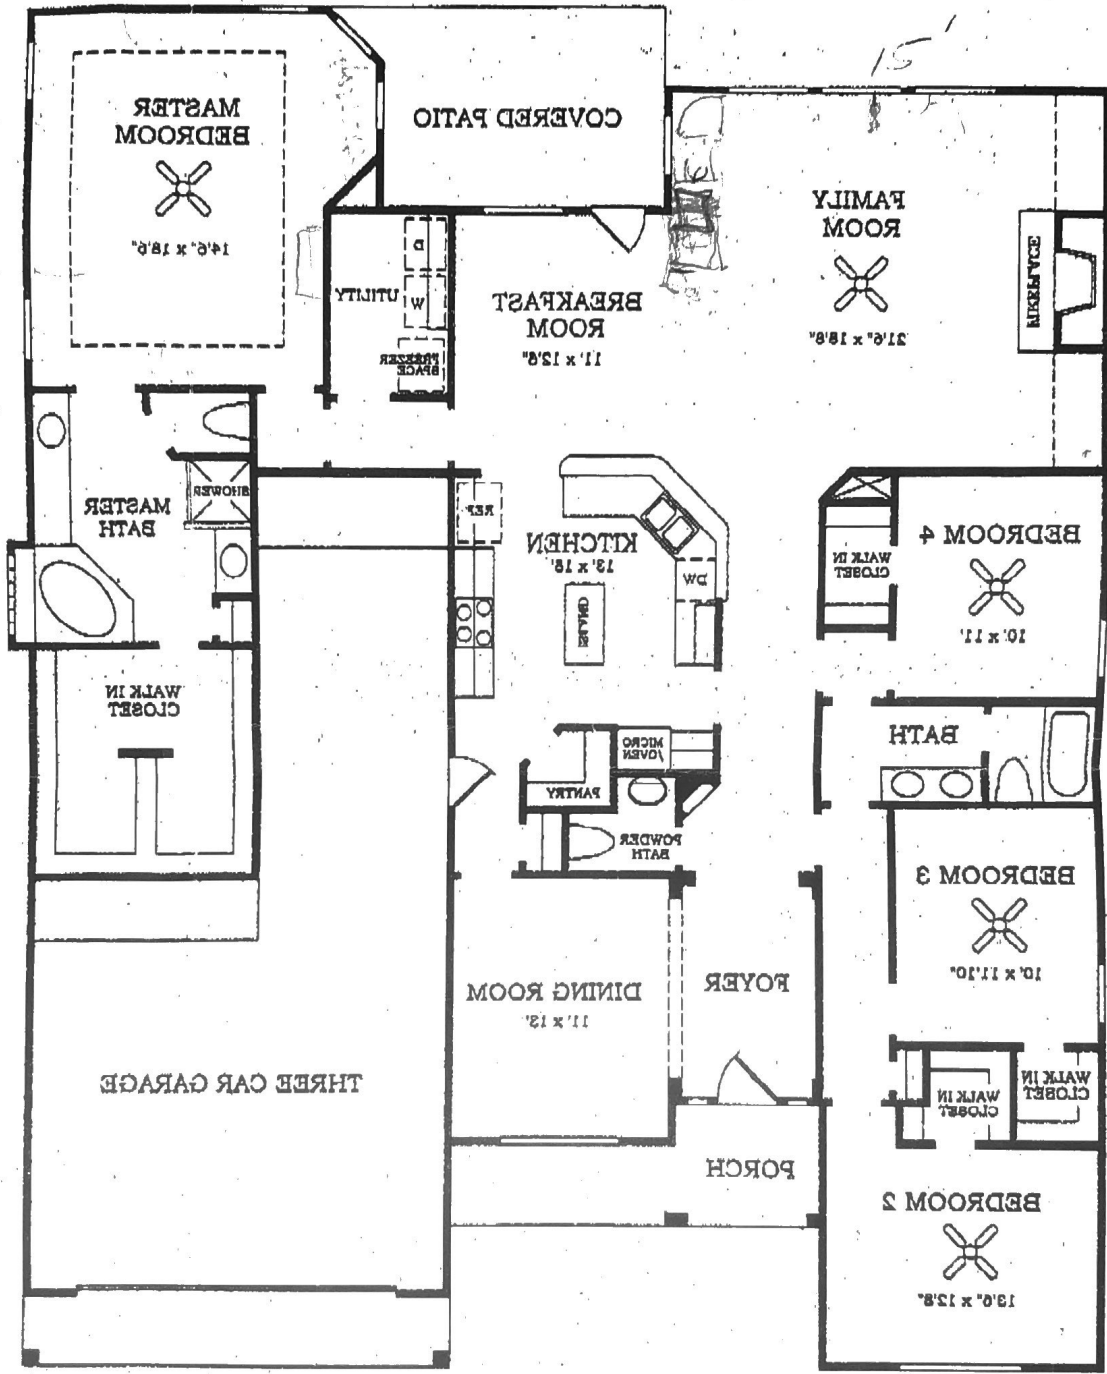 15'
MASTER
BEDROOM
14'6" x 18'6"
COVERED PATIO
FAMILY
ROOM
21'6" x 18'8"
FIREPLACE
UTILITY
D
W
FREEZER
SPACE
BREAKFAST
ROOM
11' x 12'6"
MASTER
BATH
SHOWER
REF
KITCHEN
13' x 16'
ISLAND
DW
WALK IN
CLOSET
BEDROOM 4
10' x 11'
WALK IN
CLOSET
MICRO
/OVEN
PANTRY
POWDER
BATH
BATH
BEDROOM 3
10' x 11'10"
DINING ROOM
11' x 13'
FOYER
THREE CAR GARAGE
WALK IN
CLOSET
WALK IN
CLOSET
PORCH
BEDROOM 2
13'6" x 12'8"